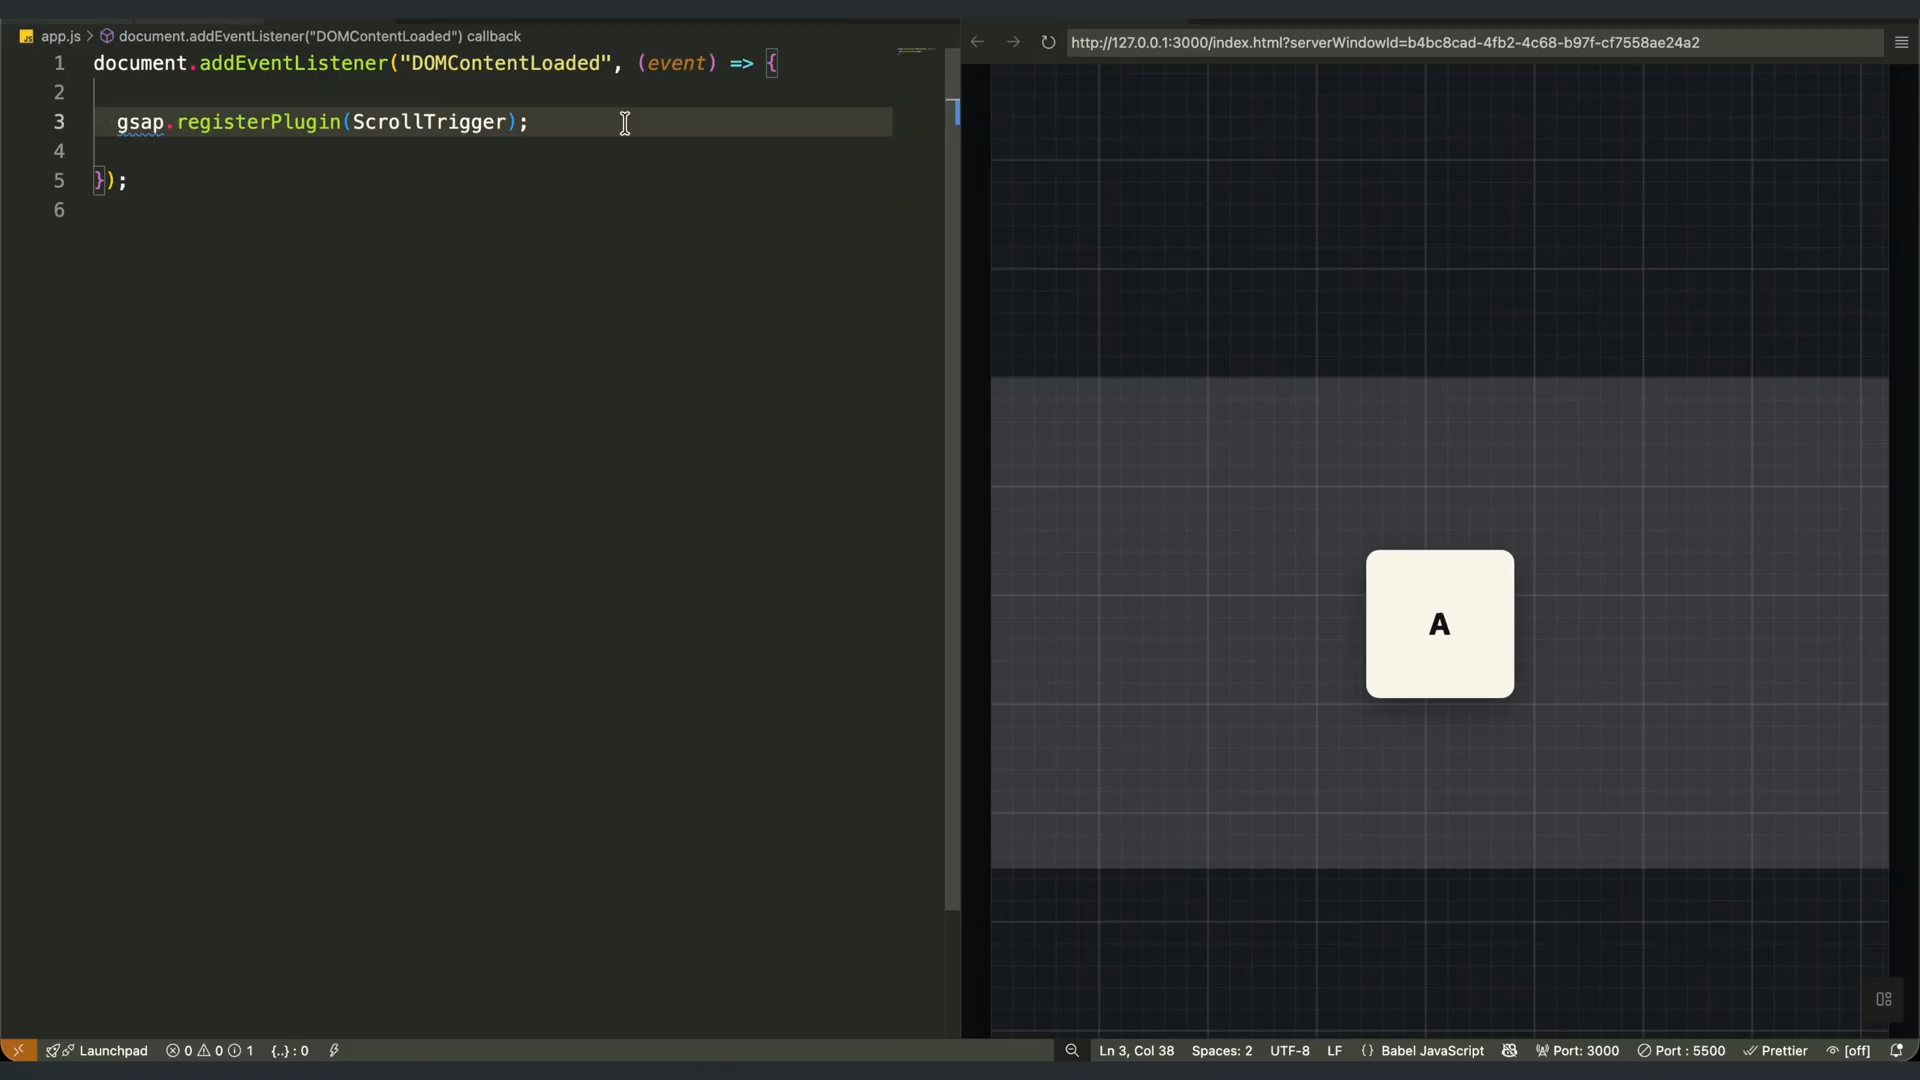 app.js > document.addEventListener("DOMContentLoaded") callback
1 document.addEventListener("DOMContentLoaded", (event) => {
2
3 gsap.registerPlugin(ScrollTrigger);
4
5 });
6
http://127.0.0.1:3000/index.html?serverWindowId=b4bc8cad-4fb2-4c68-b97f-cf7558ae24a2
A
Launchpad 0 0 1 {..} : 0
Ln 3, Col 38 Spaces: 2 UTF-8 LF {} Babel JavaScript Port: 3000 Port : 5500 Prettier [off]